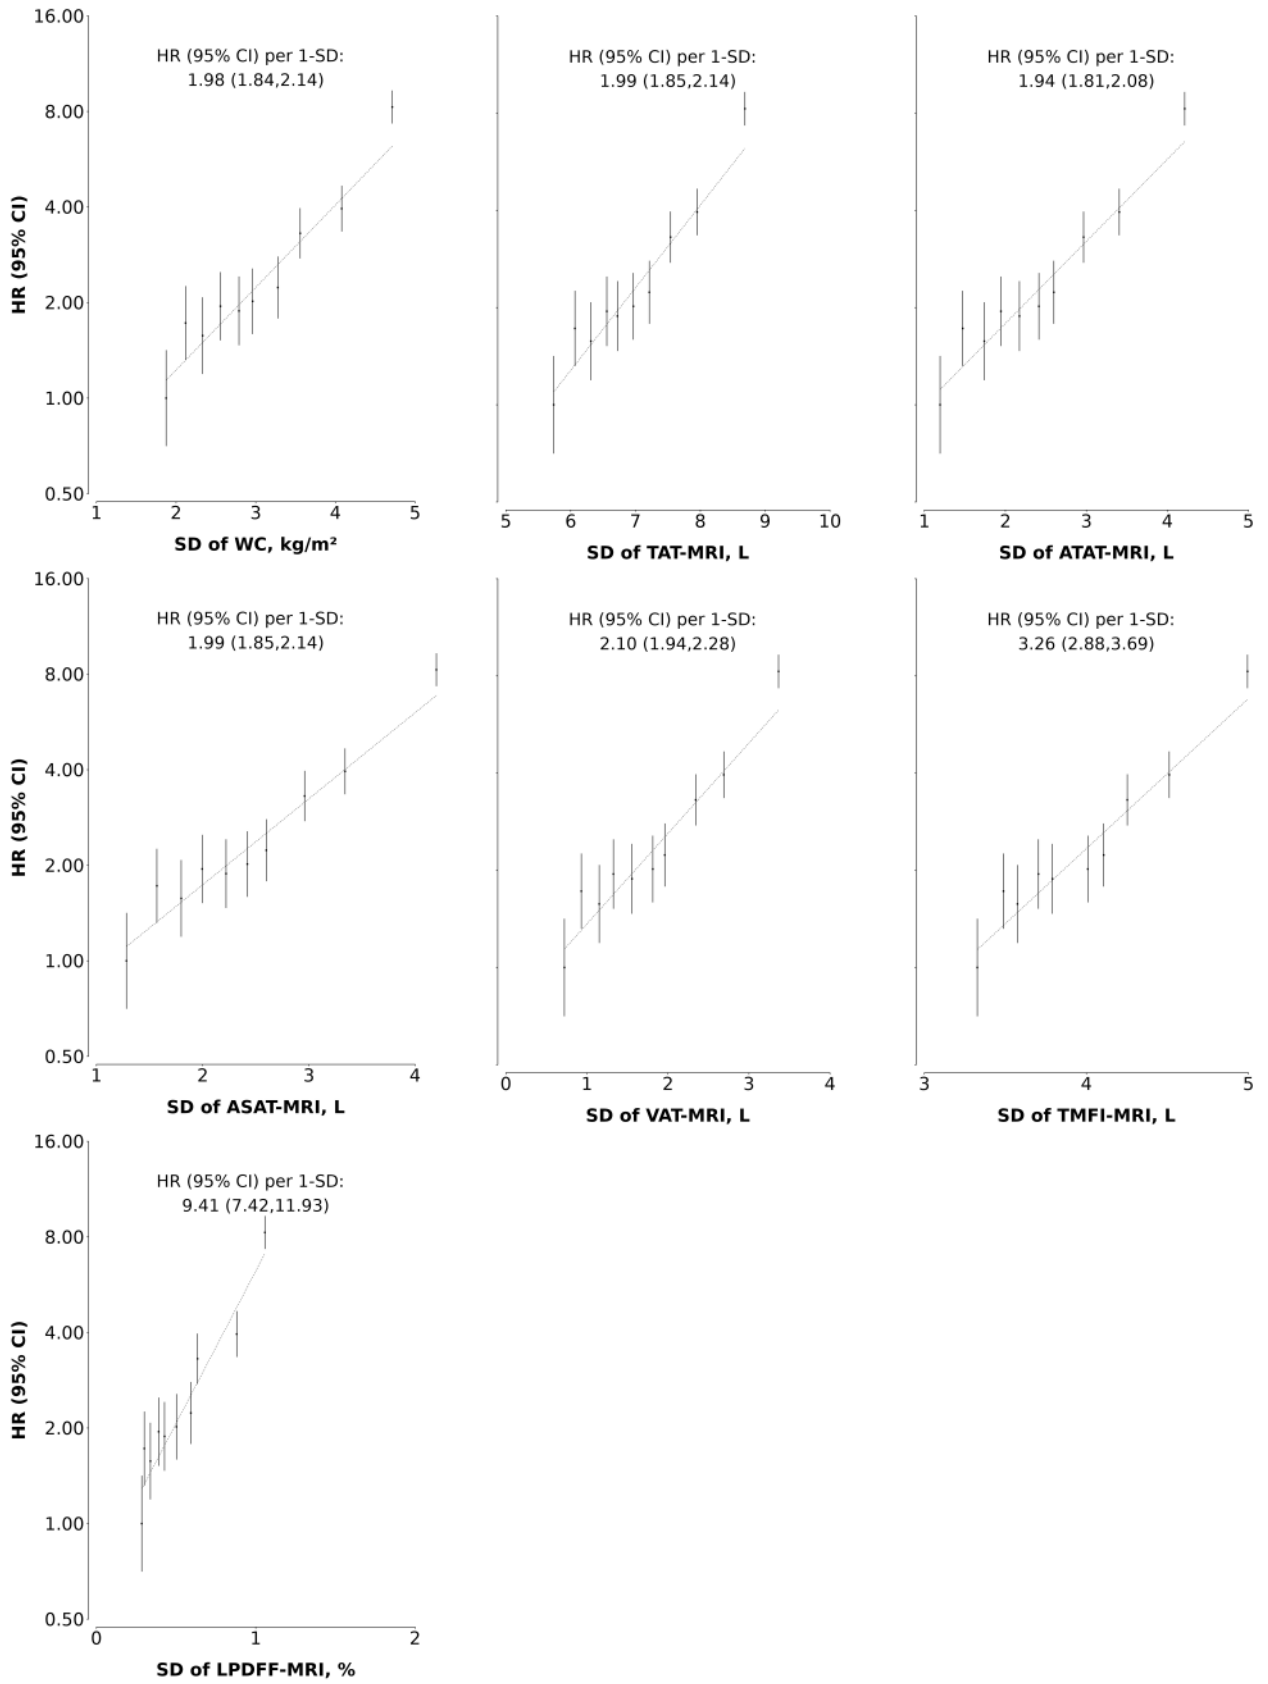 16.00
8.00
4.00
2.00
1.00
0.50
HR (95% CI)
HR (95% CI) per 1-SD:
1.98 (1.84,2.14)
1 2 3 4 5
SD of WC, kg/m²
HR (95% CI) per 1-SD:
1.99 (1.85,2.14)
5 6 7 8 9 10
SD of TAT-MRI, L
HR (95% CI) per 1-SD:
1.94 (1.81,2.08)
1 2 3 4 5
SD of ATAT-MRI, L
16.00
8.00
4.00
2.00
1.00
0.50
HR (95% CI)
HR (95% CI) per 1-SD:
1.99 (1.85,2.14)
1 2 3 4
SD of ASAT-MRI, L
HR (95% CI) per 1-SD:
2.10 (1.94,2.28)
0 1 2 3 4
SD of VAT-MRI, L
HR (95% CI) per 1-SD:
3.26 (2.88,3.69)
3 4 5
SD of TMFI-MRI, L
16.00
8.00
4.00
2.00
1.00
0.50
HR (95% CI)
HR (95% CI) per 1-SD:
9.41 (7.42,11.93)
0 1 2
SD of LPDFF-MRI, %